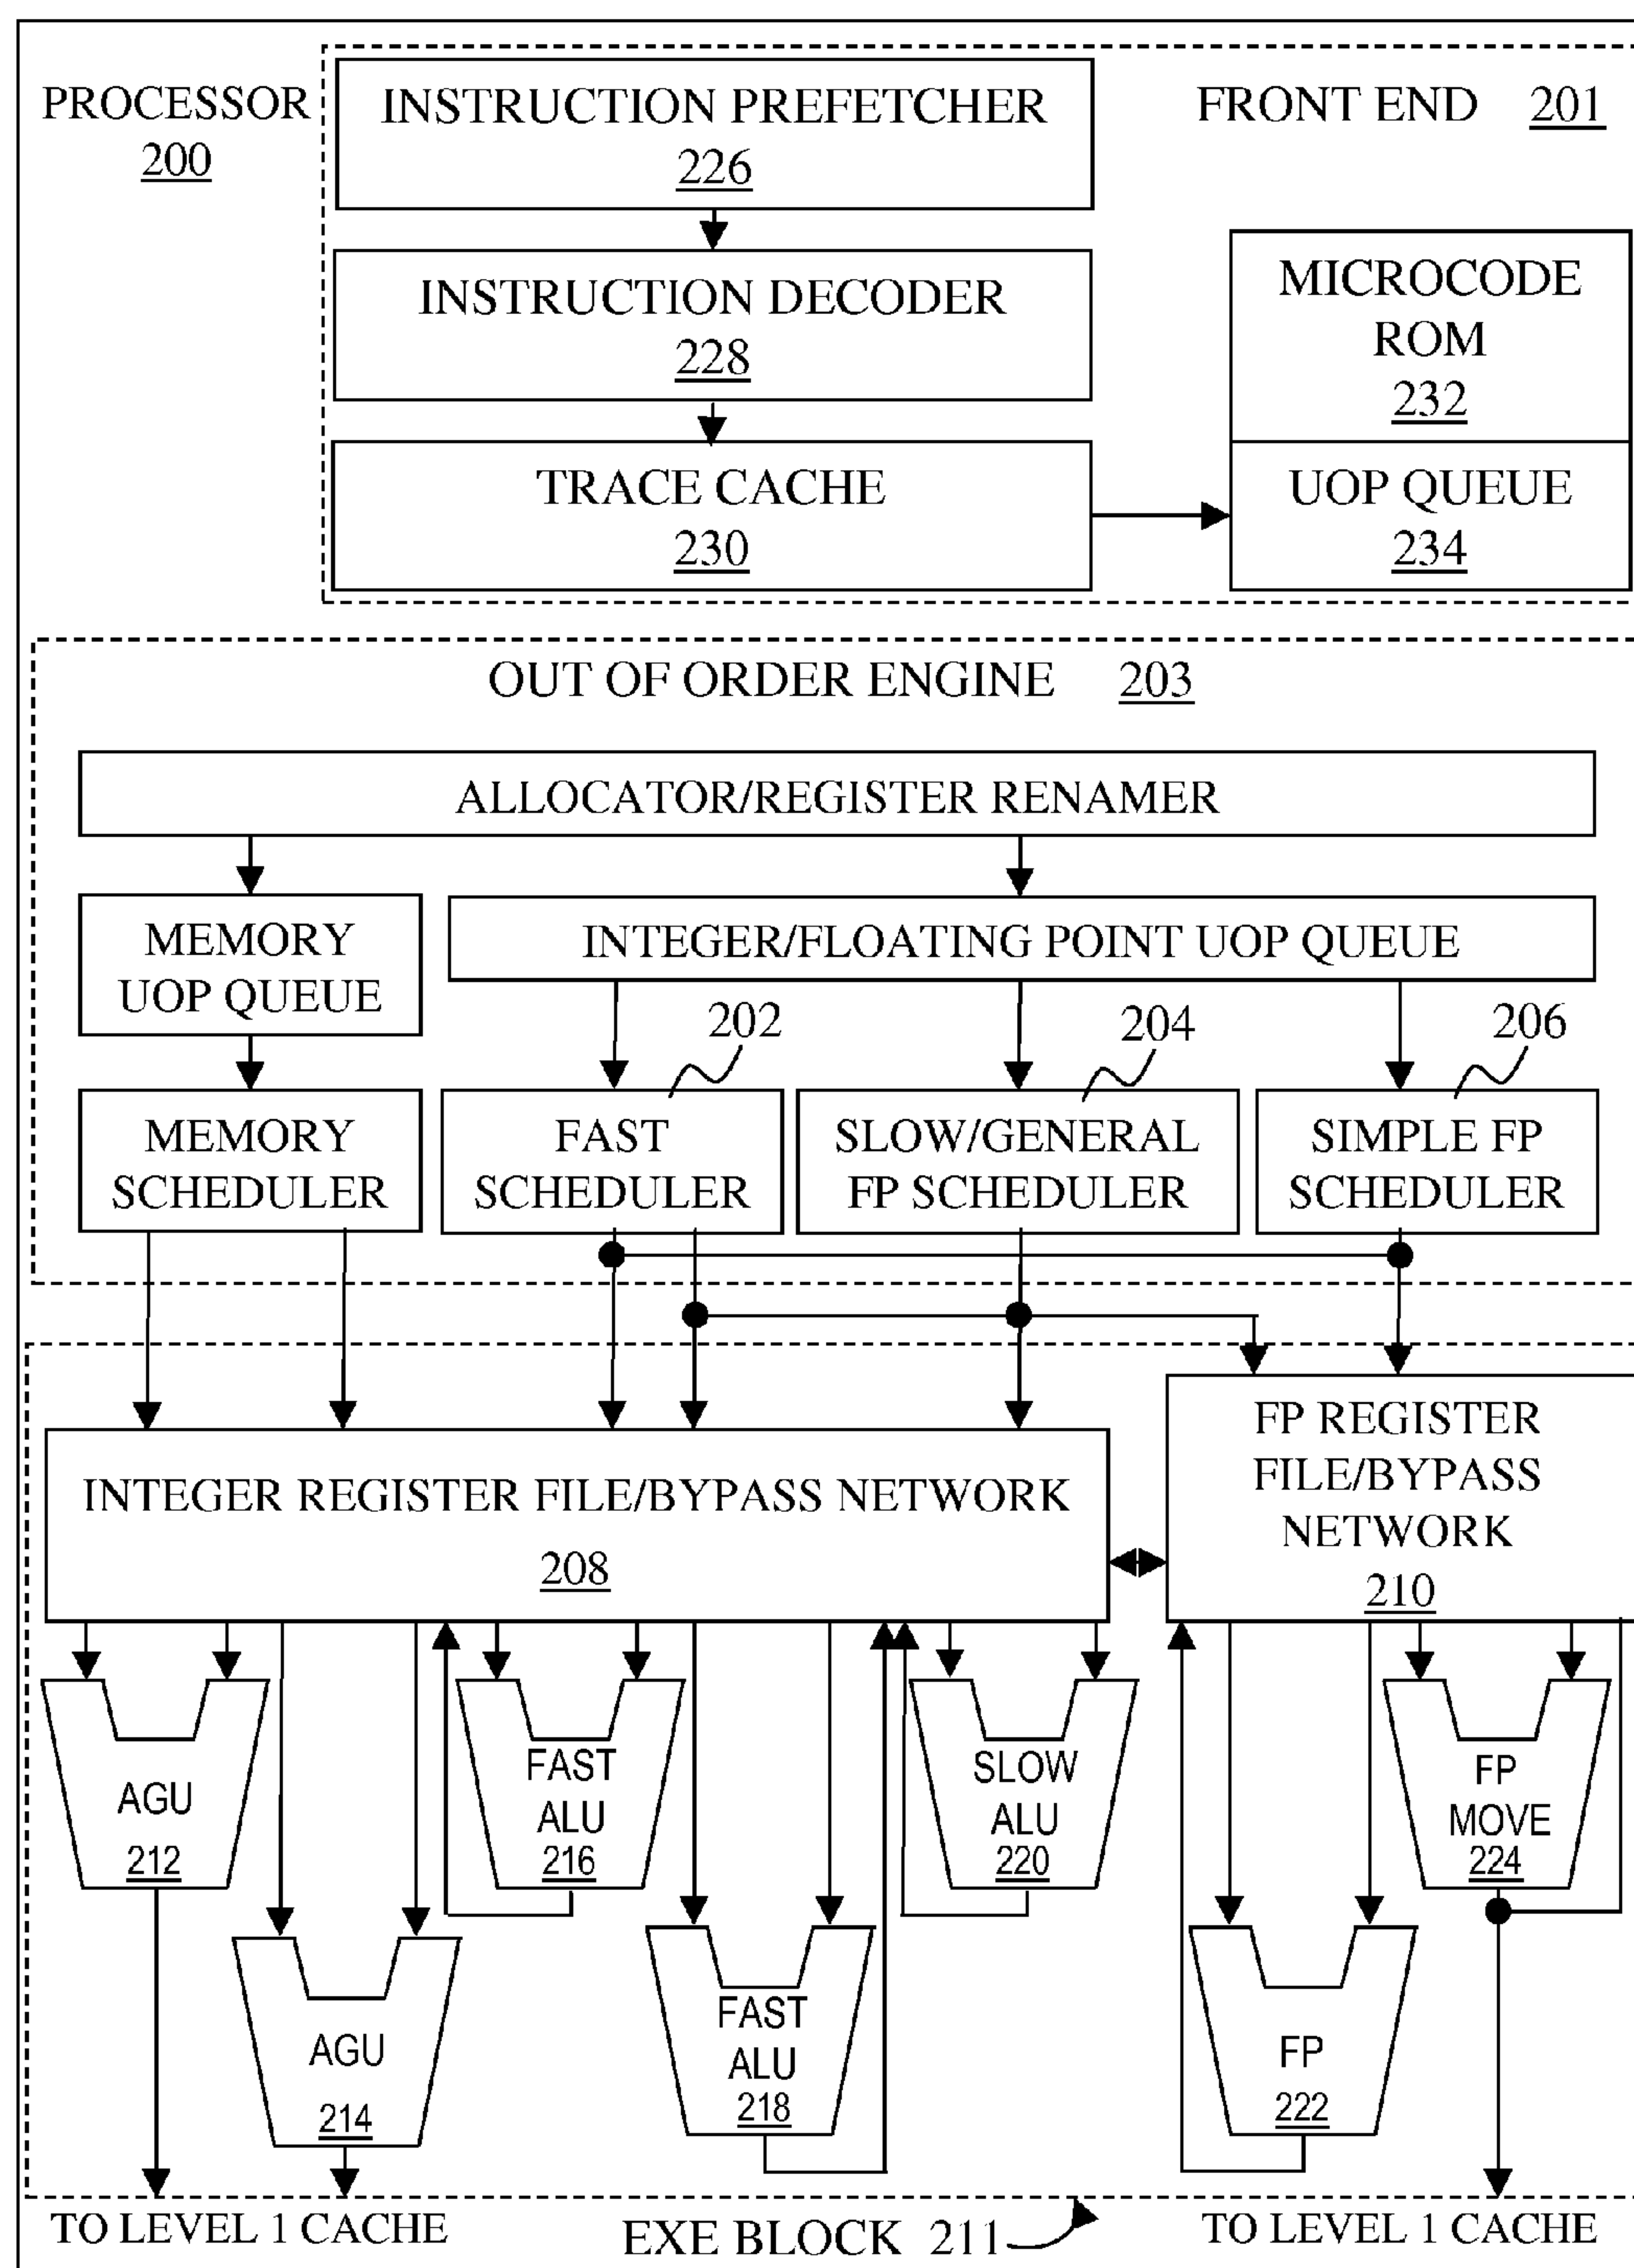 PROCESSOR
200
INSTRUCTION PREFETCHER
226
FRONT END 201
INSTRUCTION DECODER
228
MICROCODE
ROM
232
TRACE CACHE
230
UOP QUEUE
234
OUT OF ORDER ENGINE 203
ALLOCATOR/REGISTER RENAMER
MEMORY
UOP QUEUE
INTEGER/FLOATING POINT UOP QUEUE
202
204
206
MEMORY
SCHEDULER
FAST
SCHEDULER
SLOW/GENERAL
FP SCHEDULER
SIMPLE FP
SCHEDULER
INTEGER REGISTER FILE/BYPASS NETWORK
208
FP REGISTER
FILE/BYPASS
NETWORK
210
AGU
212
FAST
ALU
216
SLOW
ALU
220
FP
MOVE
224
AGU
214
FAST
ALU
218
FP
222
TO LEVEL 1 CACHE
EXE BLOCK 211
TO LEVEL 1 CACHE